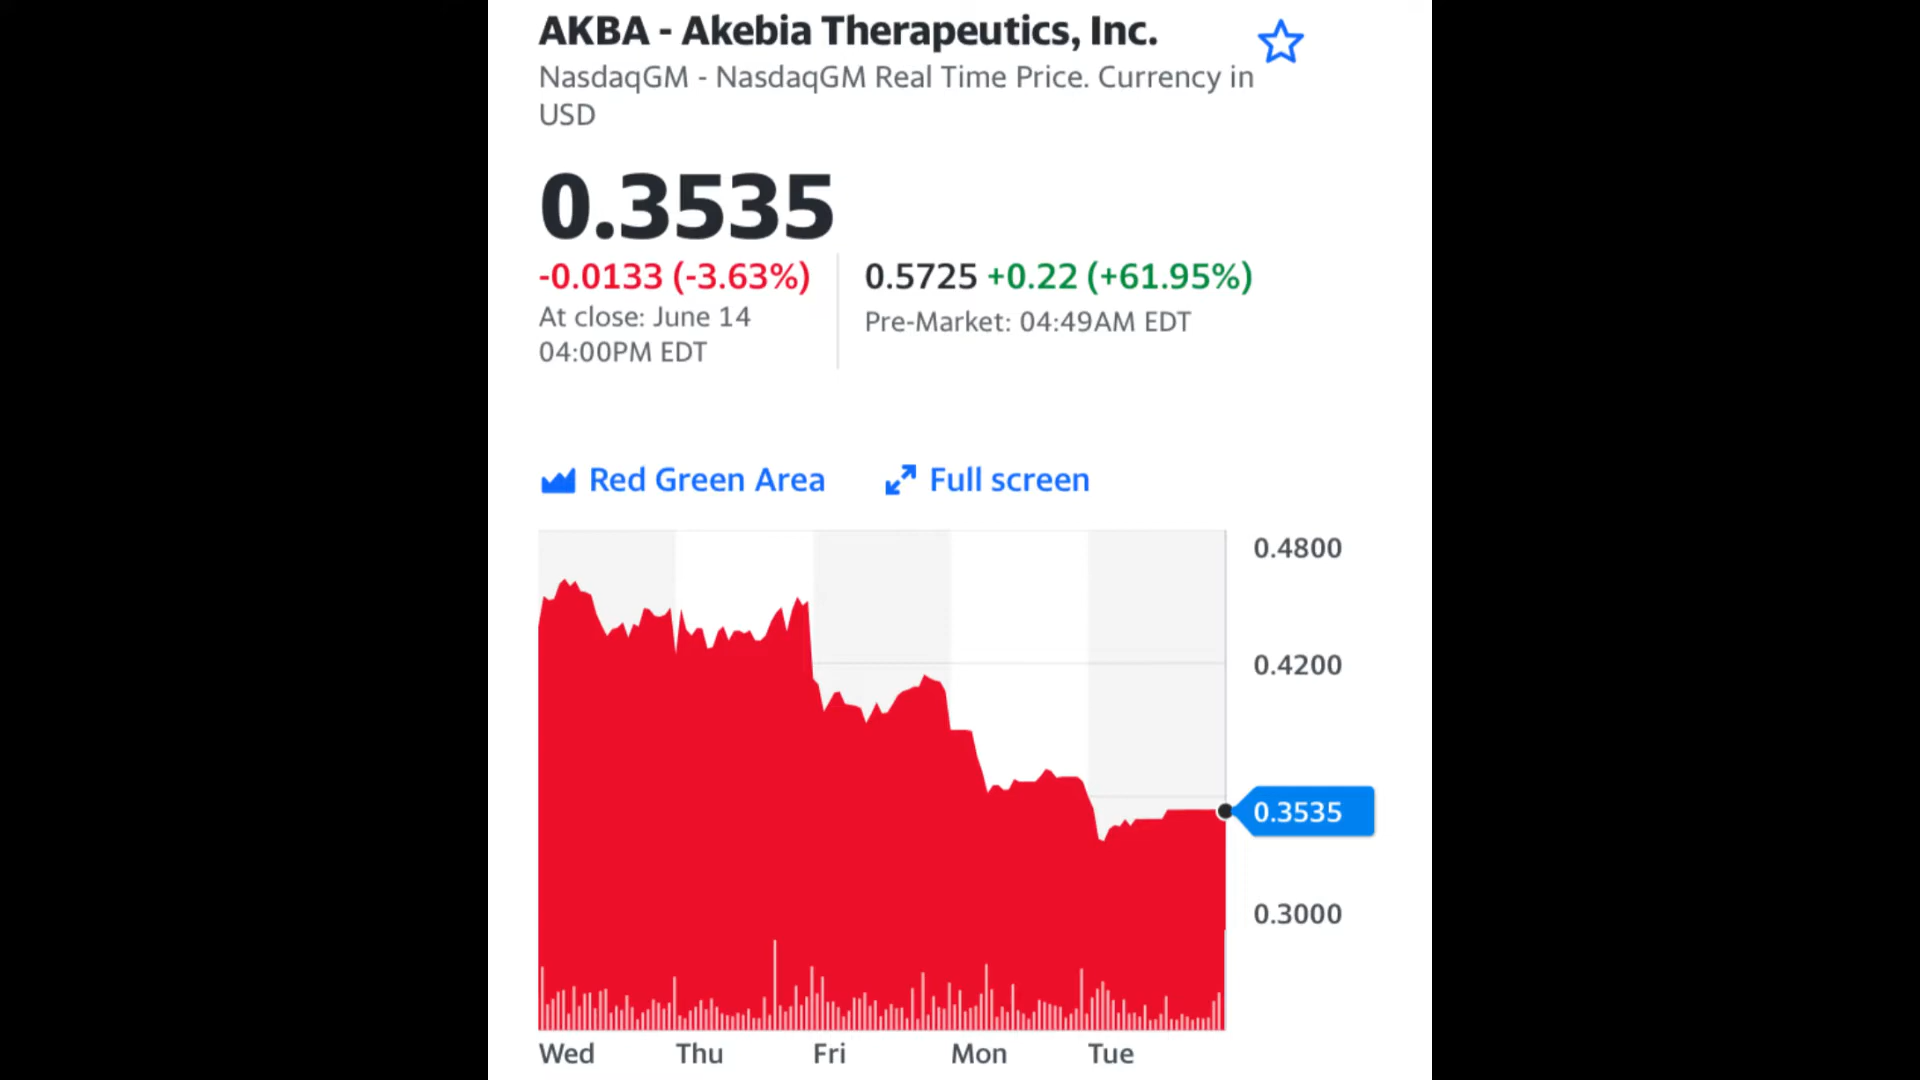 AKBA - Akebia Therapeutics, Inc.
NasdaqGM - NasdaqGM Real Time Price. Currency in
USD
0.3535
-0.0133 (-3.63%)
At close: June 14
04:00PM EDT
0.5725 +0.22 (+61.95%)
Pre-Market: 04:49AM EDT
Red Green Area
Full screen
0.4800
0.4200
0.3535
0.3000
Wed
Thu
Fri
Mon
Tue